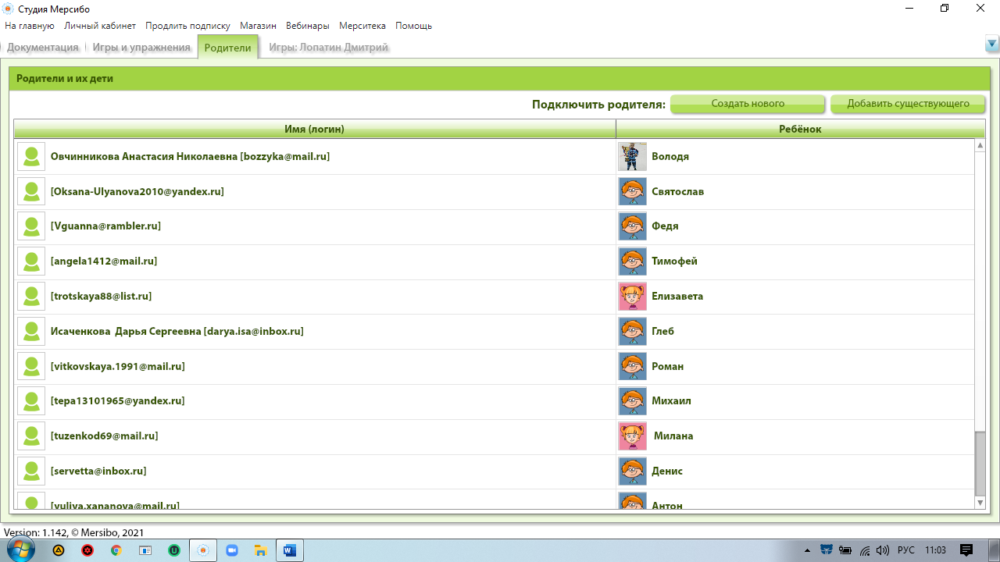 Студия Мерсибо
На главную Личный кабинет Продлить подписку Магазин Вебинары Мерситека Помощь
Документация Игры и упражнения Родители Игры: Лопатин Дмитрий
Родители и их дети
Подключить родителя: Создать нового Добавить существующего
Имя (логин) Ребёнок
Овчинникова Анастасия Николаевна [bozzyka@mail.ru] Володя
[Oksana-Ulyanova2010@yandex.ru] Святослав
[Vguanna@rambler.ru] Федя
[angela1412@mail.ru] Тимофей
[trotskaya88@list.ru] Елизавета
Исаченкова Дарья Сергеевна [darya.isa@inbox.ru] Глеб
[vitkovskaya.1991@mail.ru] Роман
[tepa13101965@yandex.ru] Михаил
[tuzenkod69@mail.ru] Милана
[servetta@inbox.ru] Денис
[yuliya.xananova@mail.ru] Антон
Version: 1.142, © Mersibo, 2021
РУС 11:03